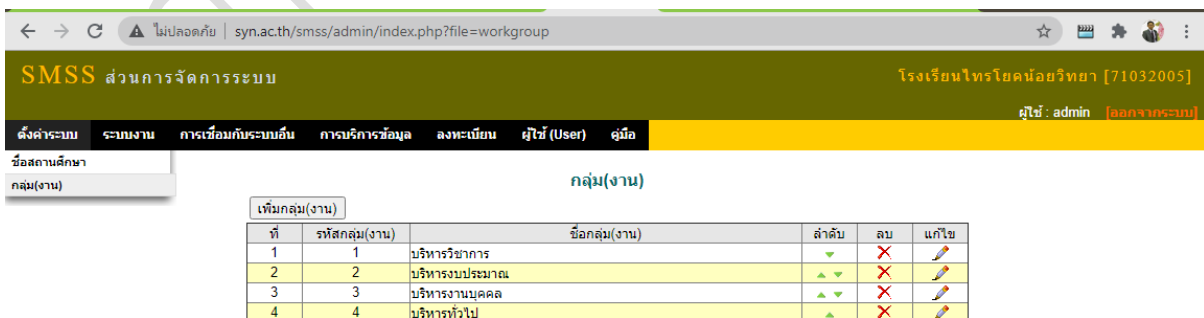 ไม่ปลอดภัย | syn.ac.th/smss/admin/index.php?file=workgroup
SMSS ส่วนการจัดการระบบ
โรงเรียนไทรโยคน้อยวิทยา [71032005]
ผู้ใช้ : admin [ออกจากระบบ]
ตั้งค่าระบบ ระบบงาน การเชื่อมกับระบบอื่น การบริการข้อมูล ลงทะเบียน ผู้ใช้ (User) คู่มือ
ชื่อสถานศึกษา
กลุ่ม(งาน)
กลุ่ม(งาน)
เพิ่มกลุ่ม(งาน)
ที่ รหัสกลุ่ม(งาน) ชื่อกลุ่ม(งาน) ลำดับ ลบ แก้ไข
1 1 บริหารวิชาการ
2 2 บริหารงบประมาณ
3 3 บริหารงานบุคคล
4 4 บริหารทั่วไป